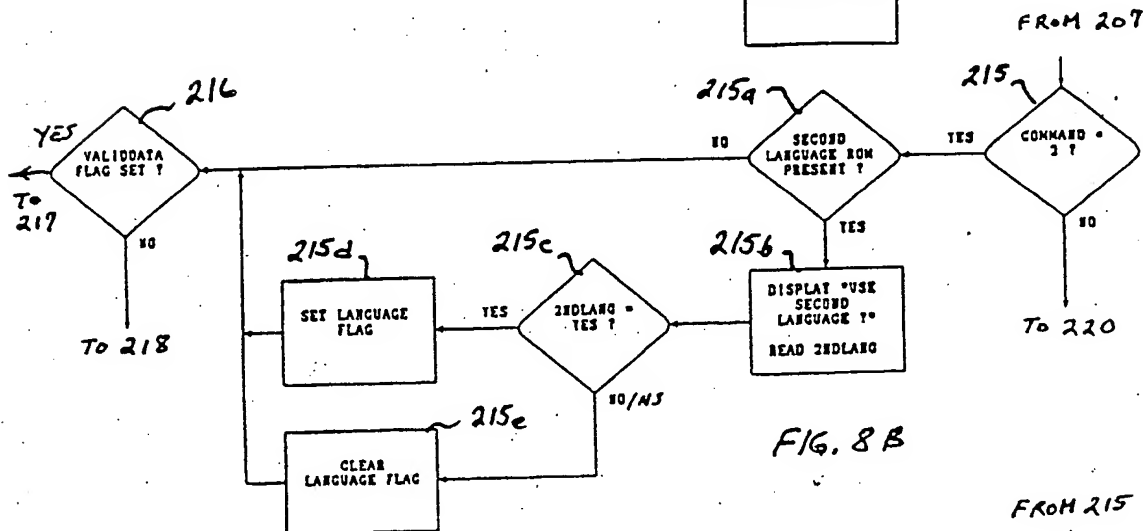 FROM 207
216
215a
215
YES
VALIDDATA
FLAG SET ?
NO
SECOND
LANGUAGE ROM
PRESENT ?
YES
COMMAND =
2 ?
TO
217
NO
YES
NO
215d
215c
215b
SET LANGUAGE
FLAG
YES
2NDLANG =
YES ?
DISPLAY "USE
SECOND
LANGUAGE ?"
READ 2NDLANG
TO 218
TO 220
NO/NS
215e
CLEAR
LANGUAGE FLAG
FIG. 8B
FROM 215